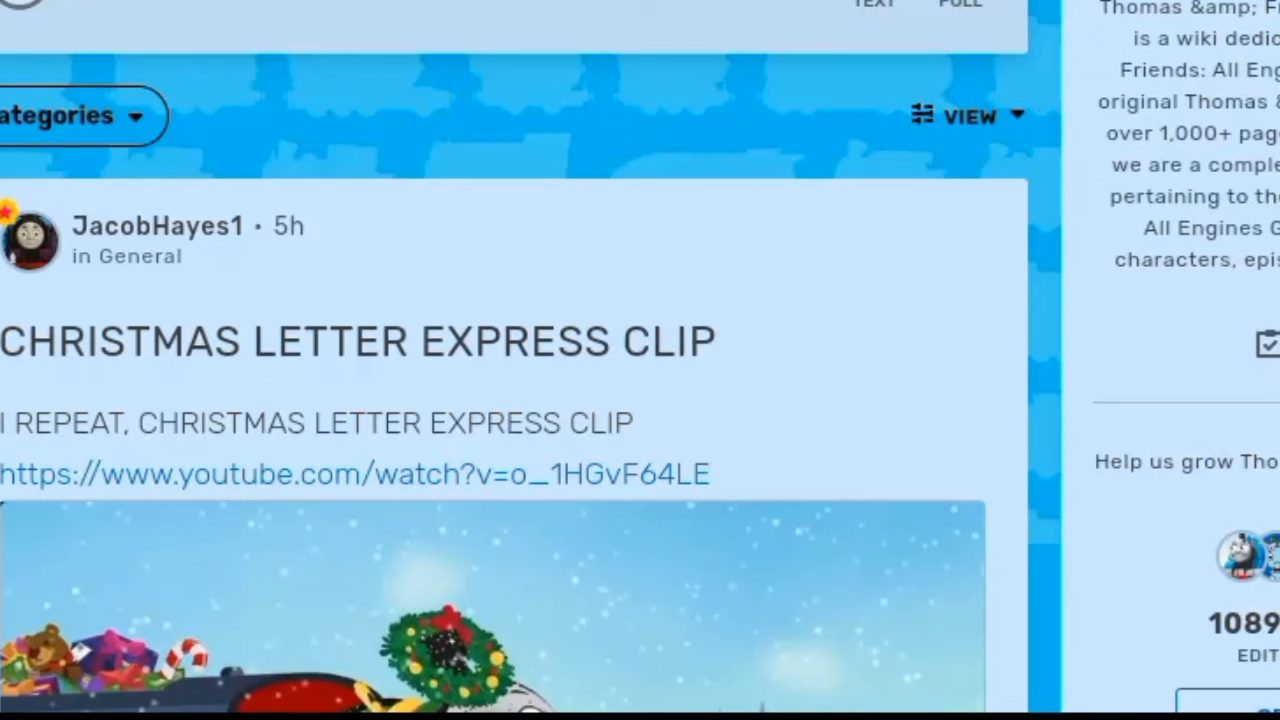 TEXT POLL
ategories
VIEW
JacobHayes1 • 5h
in General
CHRISTMAS LETTER EXPRESS CLIP
I REPEAT, CHRISTMAS LETTER EXPRESS CLIP
https://www.youtube.com/watch?v=o_1HGvF64LE
Thomas &amp; F
is a wiki dedic
Friends: All Eng
original Thomas &
over 1,000+ page
we are a comple
pertaining to the
All Engines G
characters, epis
Help us grow Tho
1089
EDIT